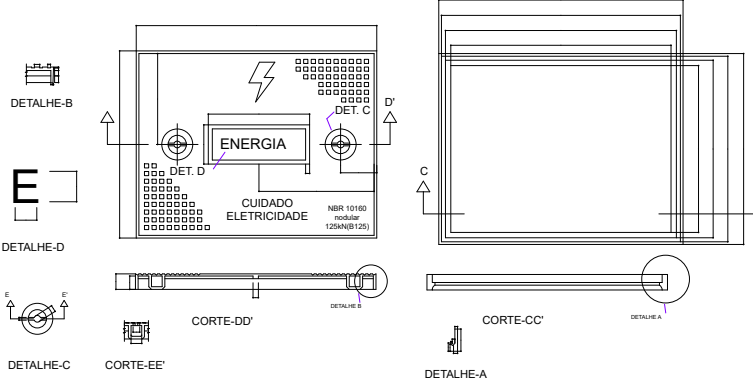 DETALHE-B
DET. C
D'
ENERGIA
DET. D
C
CUIDADO
ELETRICIDADE
NBR 10160
nodular
125kN(B125)
E
DETALHE-D
DETALHE B
CORTE-DD'
DETALHE A
CORTE-CC'
E
E'
DETALHE-C
CORTE-EE'
DETALHE-A